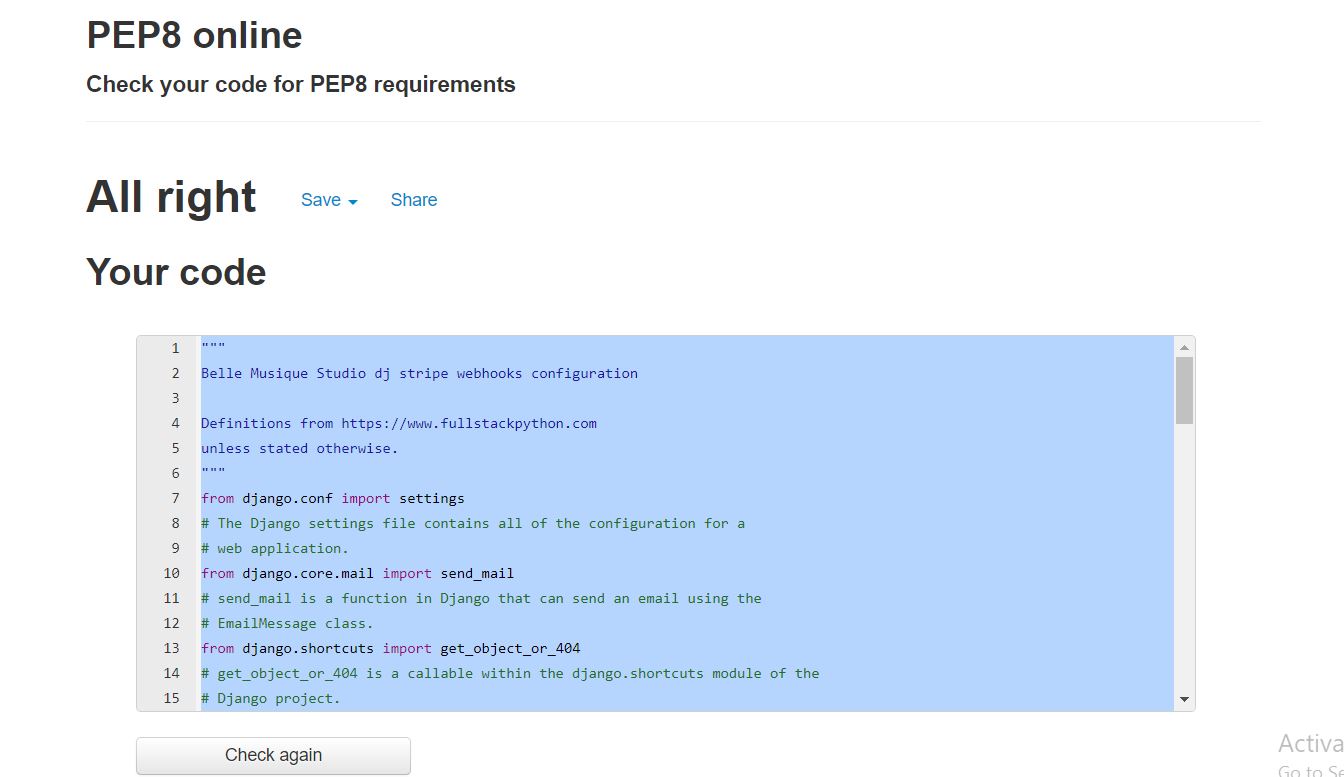 PEP8 online
Check your code for PEP8 requirements
All right
Save
Share
Your code
1 """
2 Belle Musique Studio dj stripe webhooks configuration
3
4 Definitions from https://www.fullstackpython.com
5 unless stated otherwise.
6 """
7 from django.conf import settings
8 # The Django settings file contains all of the configuration for a
9 # web application.
10 from django.core.mail import send_mail
11 # send_mail is a function in Django that can send an email using the
12 # EmailMessage class.
13 from django.shortcuts import get_object_or_404
14 # get_object_or_404 is a callable within the django.shortcuts module of the
15 # Django project.
Check again
Activa
Go to Se